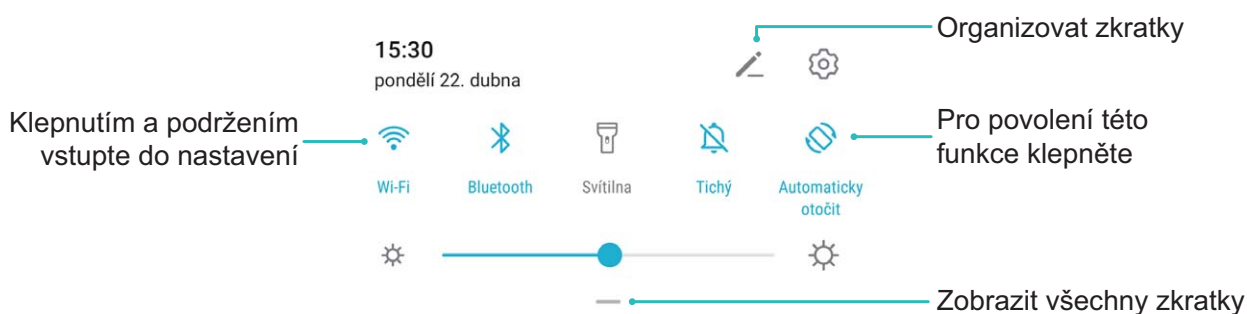 Organizovat zkratky
15:30
pondělí 22. dubna
Klepnutím a podržením
vstupte do nastavení
Pro povolení této
funkce klepněte
Wi-Fi
Bluetooth
Svítilna
Tichý
Automaticky
otočit
Zobrazit všechny zkratky